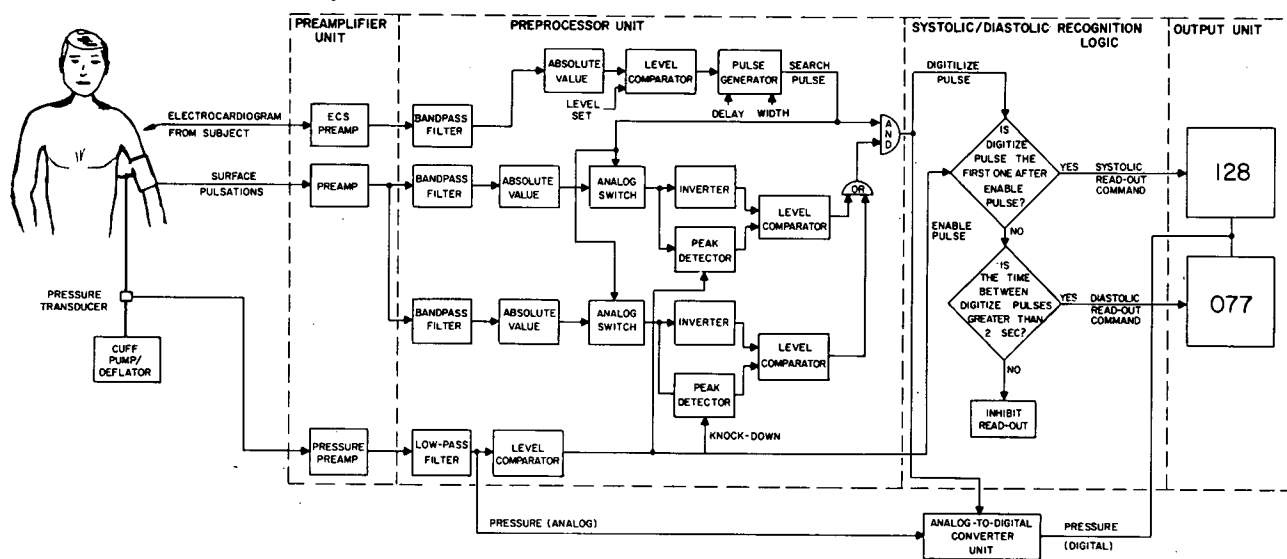 PREAMPLIFIER
UNIT
PREPROCESSOR UNIT
SYSTOLIC/DIASTOLIC RECOGNITION
LOGIC
OUTPUT UNIT
ELECTROCARDIOGRAM
FROM SUBJECT
ECS
PREAMP
BANDPASS
FILTER
ABSOLUTE
VALUE
LEVEL
COMPARATOR
LEVEL
SET
PULSE
GENERATOR
DELAY
WIDTH
SEARCH
PULSE
AND
DIGITILIZE
PULSE
SURFACE
PULSATIONS
PREAMP
BANDPASS
FILTER
ABSOLUTE
VALUE
ANALOG
SWITCH
INVERTER
PEAK
DETECTOR
LEVEL
COMPARATOR
OR
IS
DIGITIZE
PULSE THE
FIRST ONE AFTER
ENABLE
PULSE?
YES
SYSTOLIC
READ-OUT
COMMAND
128
ENABLE
PULSE
NO
BANDPASS
FILTER
ABSOLUTE
VALUE
ANALOG
SWITCH
INVERTER
PEAK
DETECTOR
LEVEL
COMPARATOR
IS
THE TIME
BETWEEN
DIGITIZE PULSES
GREATER THAN
2 SEC?
YES
DIASTOLIC
READ-OUT
COMMAND
077
NO
INHIBIT
READ-OUT
PRESSURE
TRANSDUCER
CUFF
PUMP/
DEFLATOR
PRESSURE
PREAMP
LOW-PASS
FILTER
LEVEL
COMPARATOR
KNOCK-DOWN
PRESSURE (ANALOG)
ANALOG-TO-DIGITAL
CONVERTER
UNIT
PRESSURE
(DIGITAL)